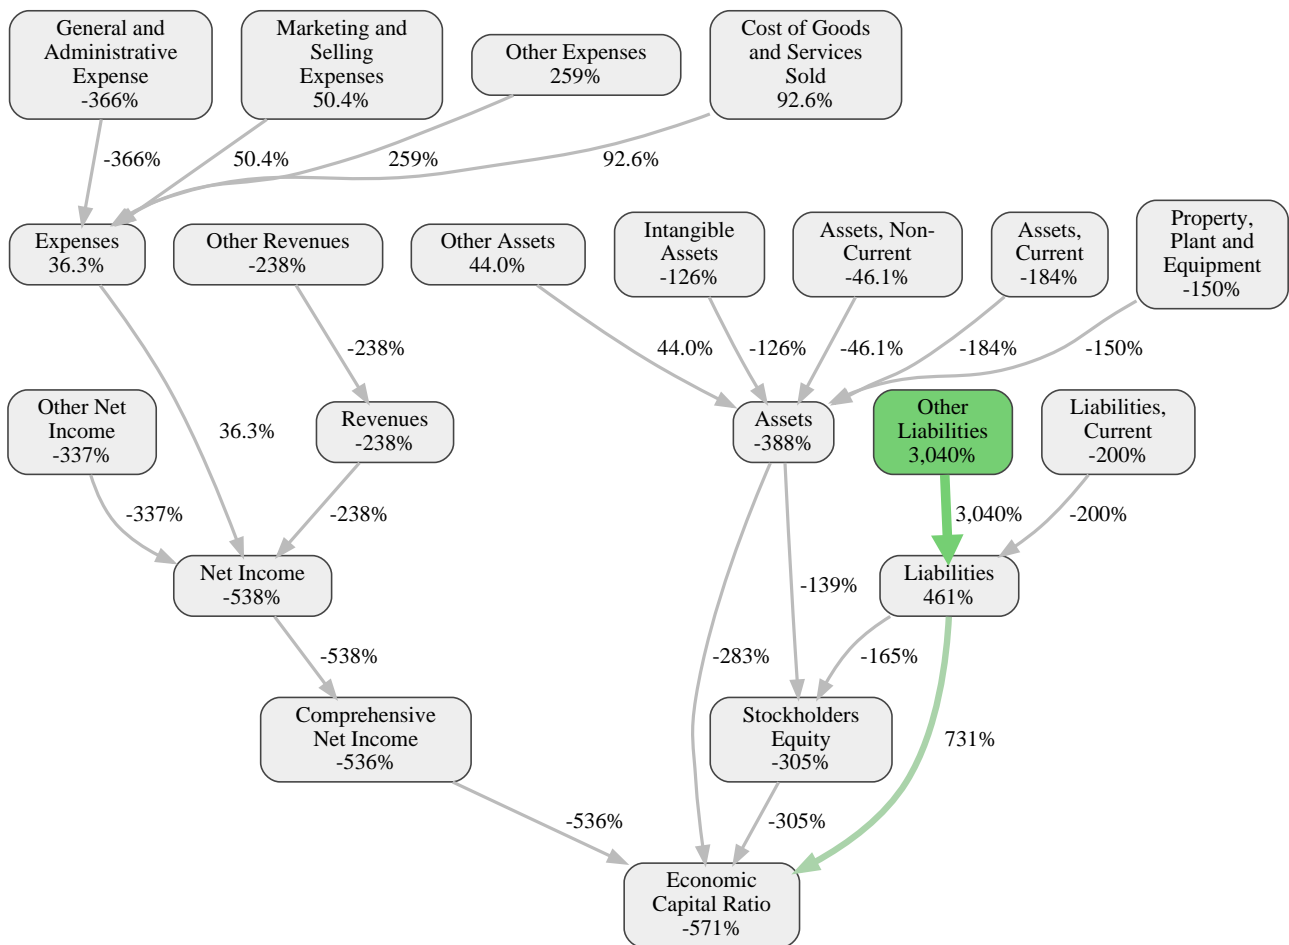 General and
Administrative
Expense
-366%
Marketing and
Selling
Expenses
50.4%
Other Expenses
259%
Cost of Goods
and Services
Sold
92.6%
-366%
50.4%
259%
92.6%
Expenses
36.3%
Other Revenues
-238%
Other Assets
44.0%
Intangible
Assets
-126%
Assets, Non-
Current
-46.1%
Assets,
Current
-184%
Property,
Plant and
Equipment
-150%
-238%
44.0%
-126%
-46.1%
-184%
-150%
Other Net
Income
-337%
36.3%
Revenues
-238%
Assets
-388%
Other
Liabilities
3,040%
Liabilities,
Current
-200%
-337%
-238%
3,040%
-200%
Net Income
-538%
-139%
Liabilities
461%
-538%
-283%
-165%
Comprehensive
Net Income
-536%
Stockholders
Equity
-305%
731%
-536%
-305%
Economic
Capital Ratio
-571%